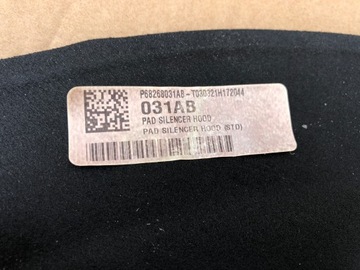 P68268031AB-T030321H172044
031AB
PAD SILENCER HOOD
PAD SILENCER HOOD (STD)